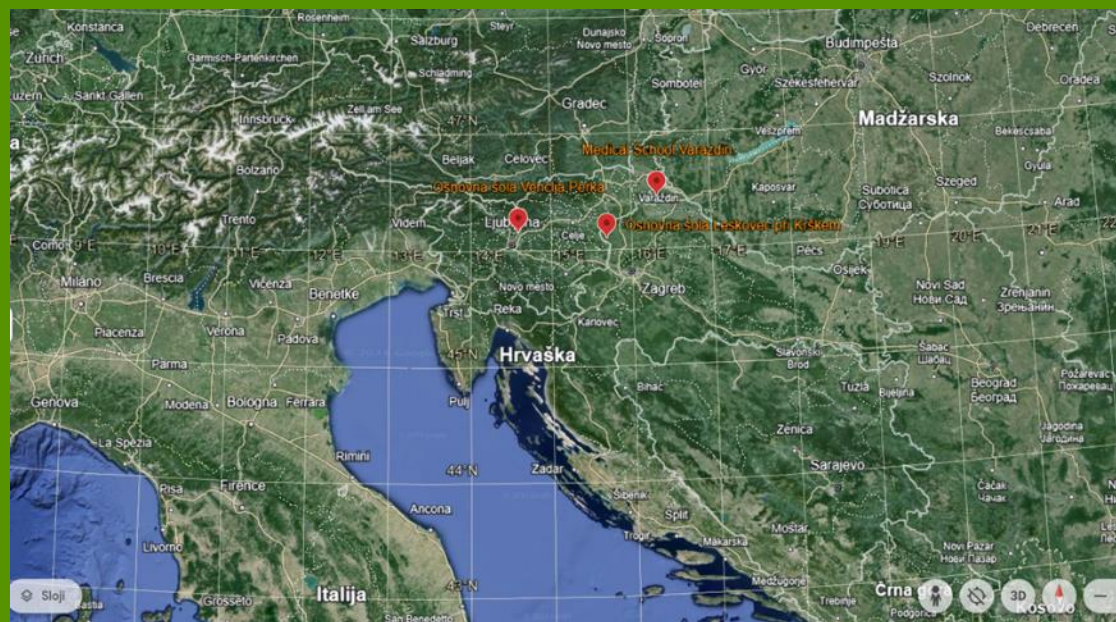 Rosenheim
Steyr
Dunajsko
Novo mesto
Sopron
Debrecen
Konstanca
Salzburg
Budimpešta
Zürich
Garmisch-Partenkirchen
Schladming
Győr
Szolnok
Oradea
Sankt Gallen
Sombotel
Székesfehérvár
Zell am See
Gradec
Innsbruck
47°N
Veszprem
Madžarska
Békéscsaba
Medical School Varaždin
Beljak
Celovec
Gyula
Bolzano
Osnovna šola Venclja Perka
Kaposvar
Subotica
Суботица
Szeged
Arad
Varaždin
Trento
Videm
Ljubljana
Osnovna šola Leskovec pri Krškem
Celje
Como
9°E
10°E
11°E
12°E
13°E
14°E
15°E
16°E
17°E
Pécs
19°E
20°E
21°E
Osijek
Milano
Brescia
Vicenza
Benetke
Novo mesto
Zagreb
Novi Sad
Нови Сад
Zrenjanin
Зрењанин
Verona
Padova
Trst
Reka
Karlovec
Piacenza
Parma
45°N
Hrvaška
Slavonski
Brod
Šabac
Шабац
Požarevac
Пожаревац
Genova
Modena
Bologna
Ferrara
Pulj
Bihać
Tuzla
Bijeljina
Beograd
Београд
La Spezia
Rimini
Zenica
Jagodina
Јагодина
Pisa
Firence
44°N
Zadar
Sarajevo
Čačak
Чачак
Ancona
Šibenik
Split
Mostar
Livorno
Trogir
Makarska
Novi Pazar
Нови Пазар
43°N
Medžugorje
Sloji
Bastia
Grosseto
Italija
San Benedetto
Trebinje
Črna gora
Podgorica
3D
Kosovo